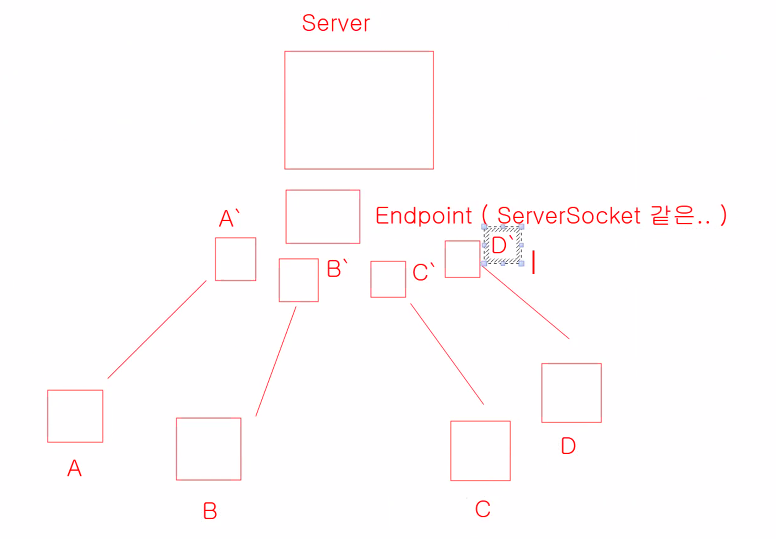 Server
A`
Endpoint ( ServerSocket 같은.. )
B`
C`
D`
A
B
C
D